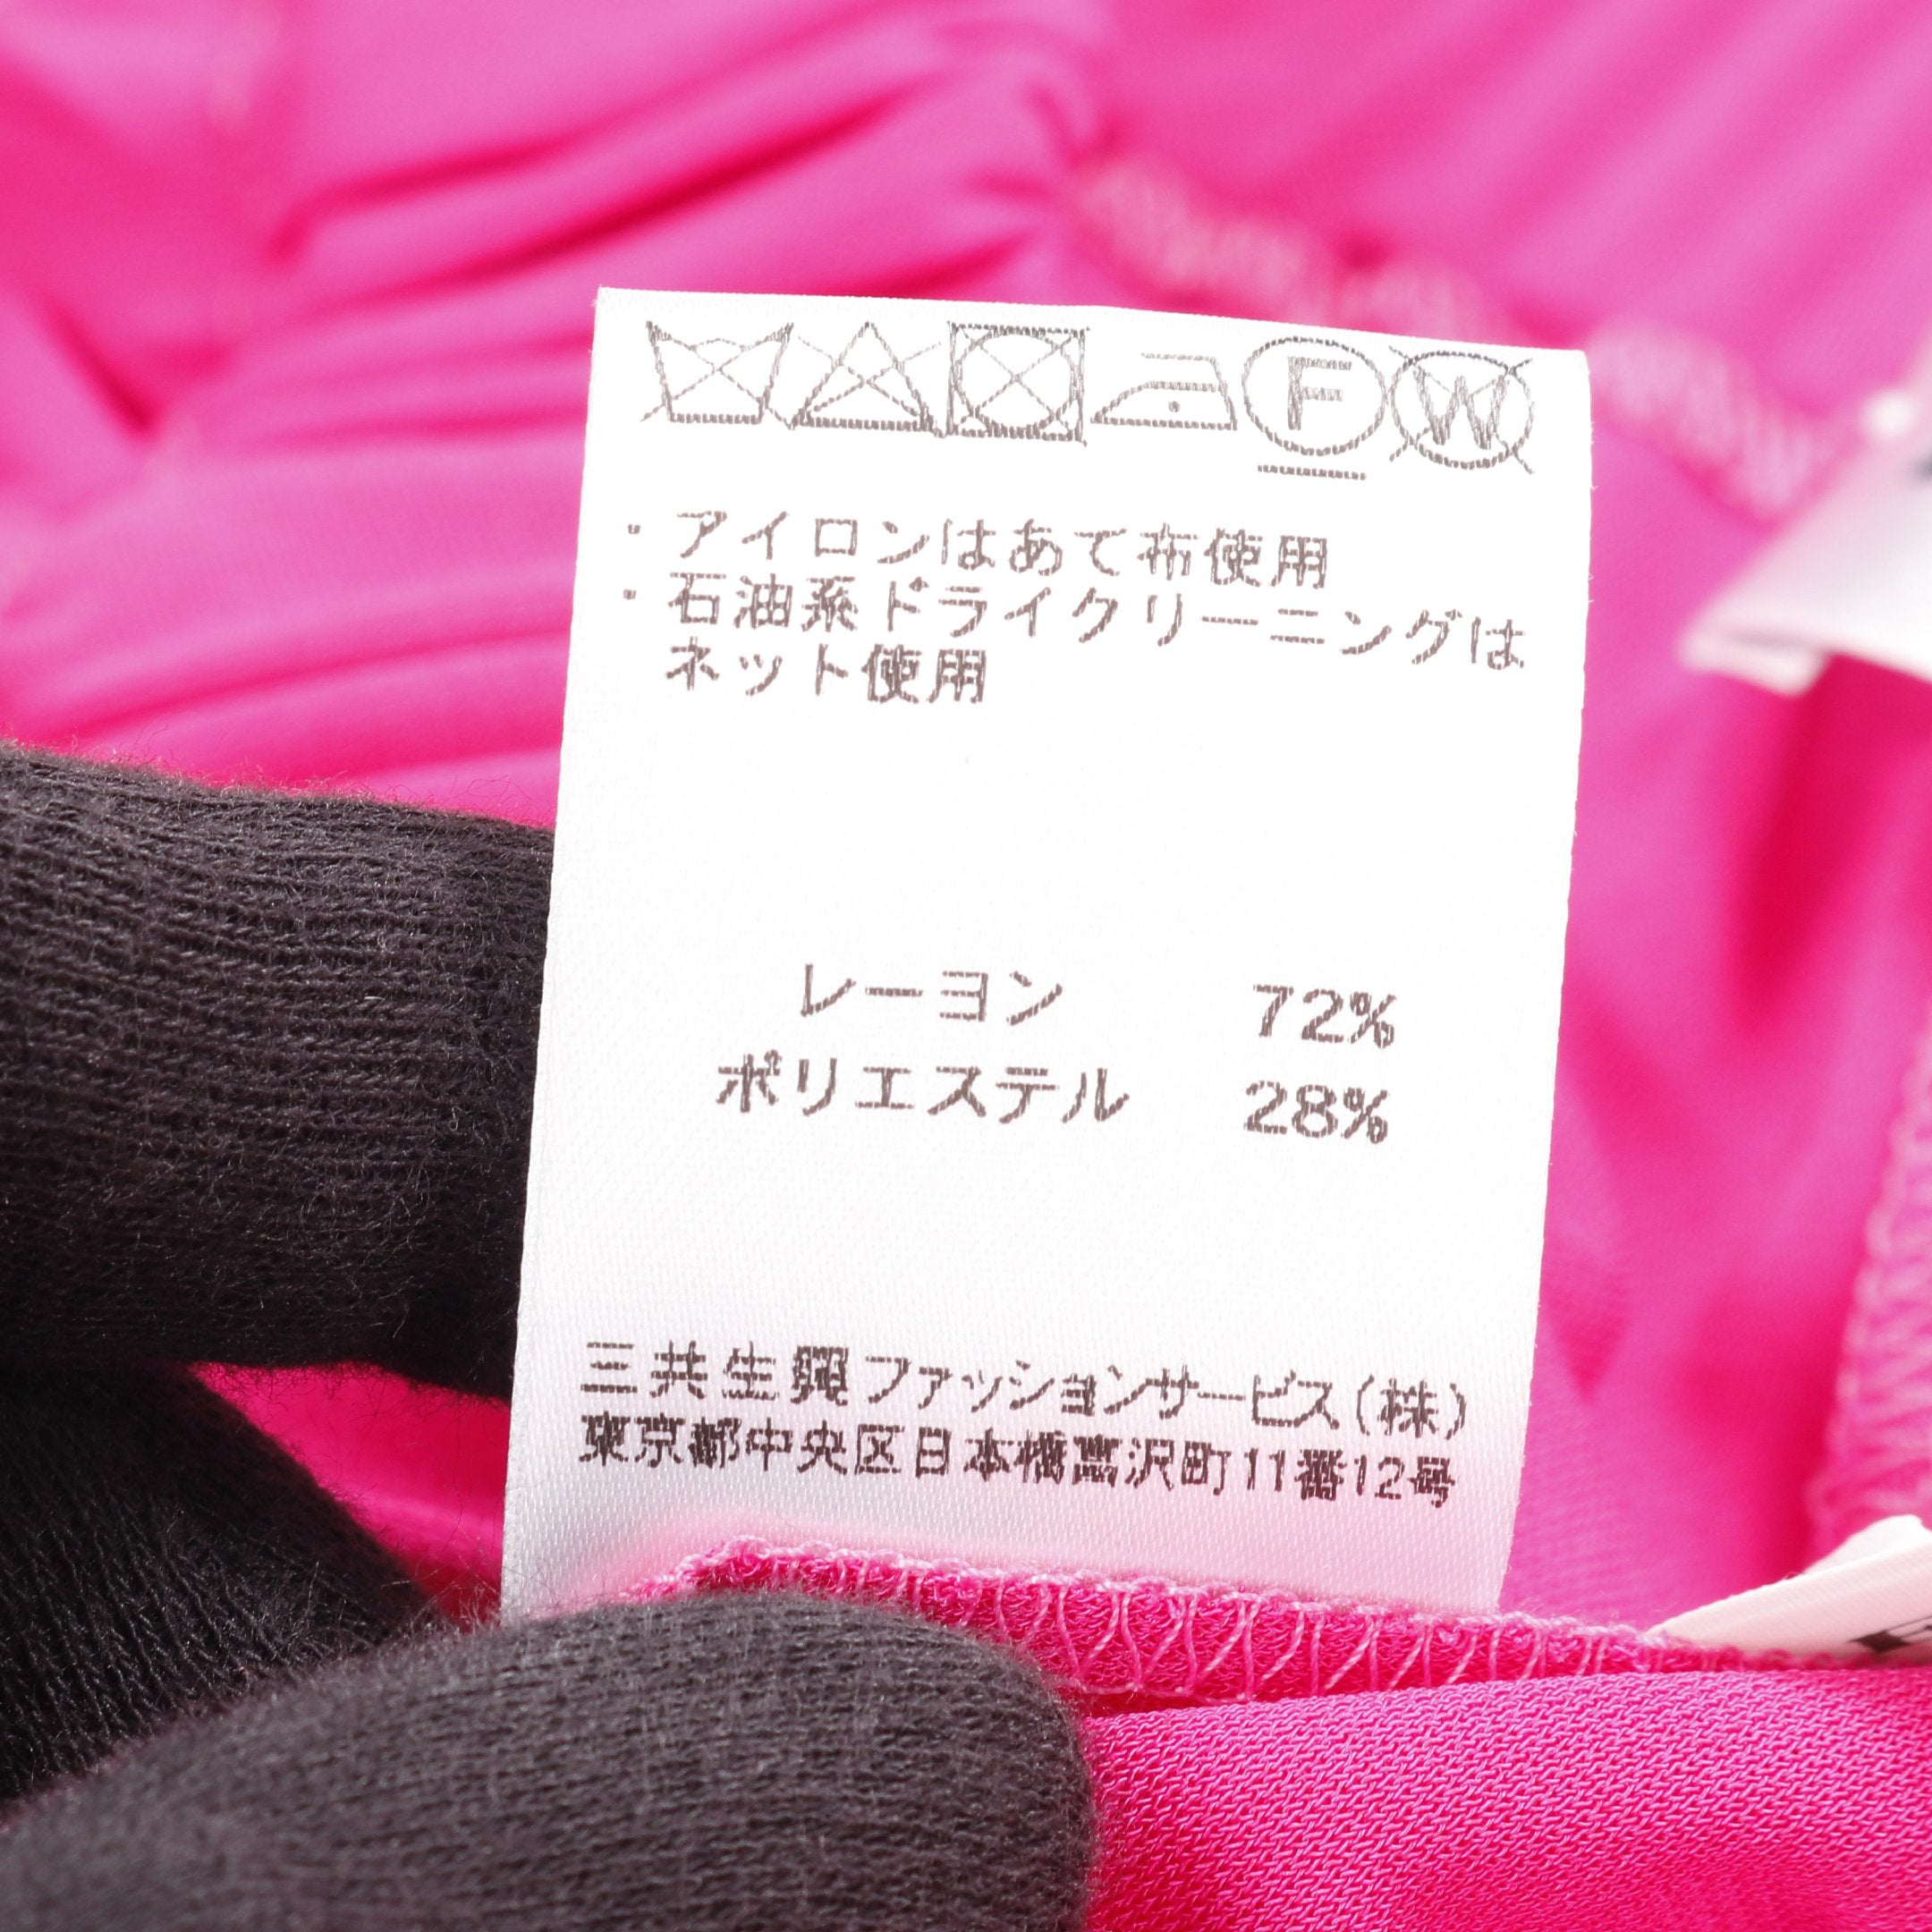 F W
・アイロンはあて布使用
・石油系ドライクリーニングは
ネット使用
レーヨン 72%
ポリエステル 28%
三共生興ファッションサービス(株)
東京都中央区日本橋富沢町11番12号